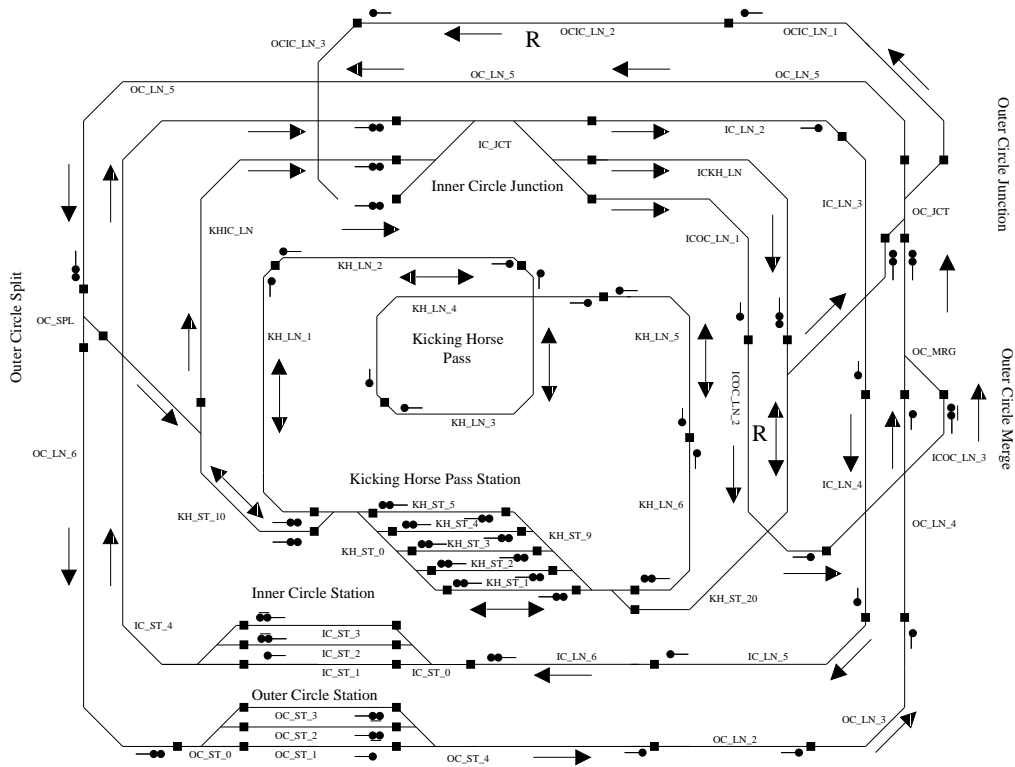 OCIC_LN_3
OCIC_LN_2
OCIC_LN_1
R
OC_LN_5
OC_LN_5
OC_LN_5
IC_JCT
IC_LN_2
Inner Circle Junction
ICKH_LN
IC_LN_3
OC_JCT
Outer Circle Junction
KHIC_LN
ICOC_LN_1
KH_LN_2
KH_LN_4
Outer Circle Split
OC_SPL
KH_LN_1
Kicking Horse
Pass
KH_LN_5
OC_MRG
ICOC_LN_2
Outer Circle Merge
KH_LN_3
R
OC_LN_6
ICOC_LN_3
Kicking Horse Pass Station
IC_LN_4
KH_ST_10
KH_ST_5
KH_LN_6
KH_ST_4
OC_LN_4
KH_ST_0
KH_ST_3
KH_ST_9
KH_ST_2
KH_ST_1
Inner Circle Station
KH_ST_20
IC_ST_4
IC_ST_3
IC_ST_2
IC_ST_1
IC_ST_0
IC_LN_6
IC_LN_5
Outer Circle Station
OC_ST_3
OC_ST_2
OC_ST_0
OC_ST_1
OC_ST_4
OC_LN_2
OC_LN_3